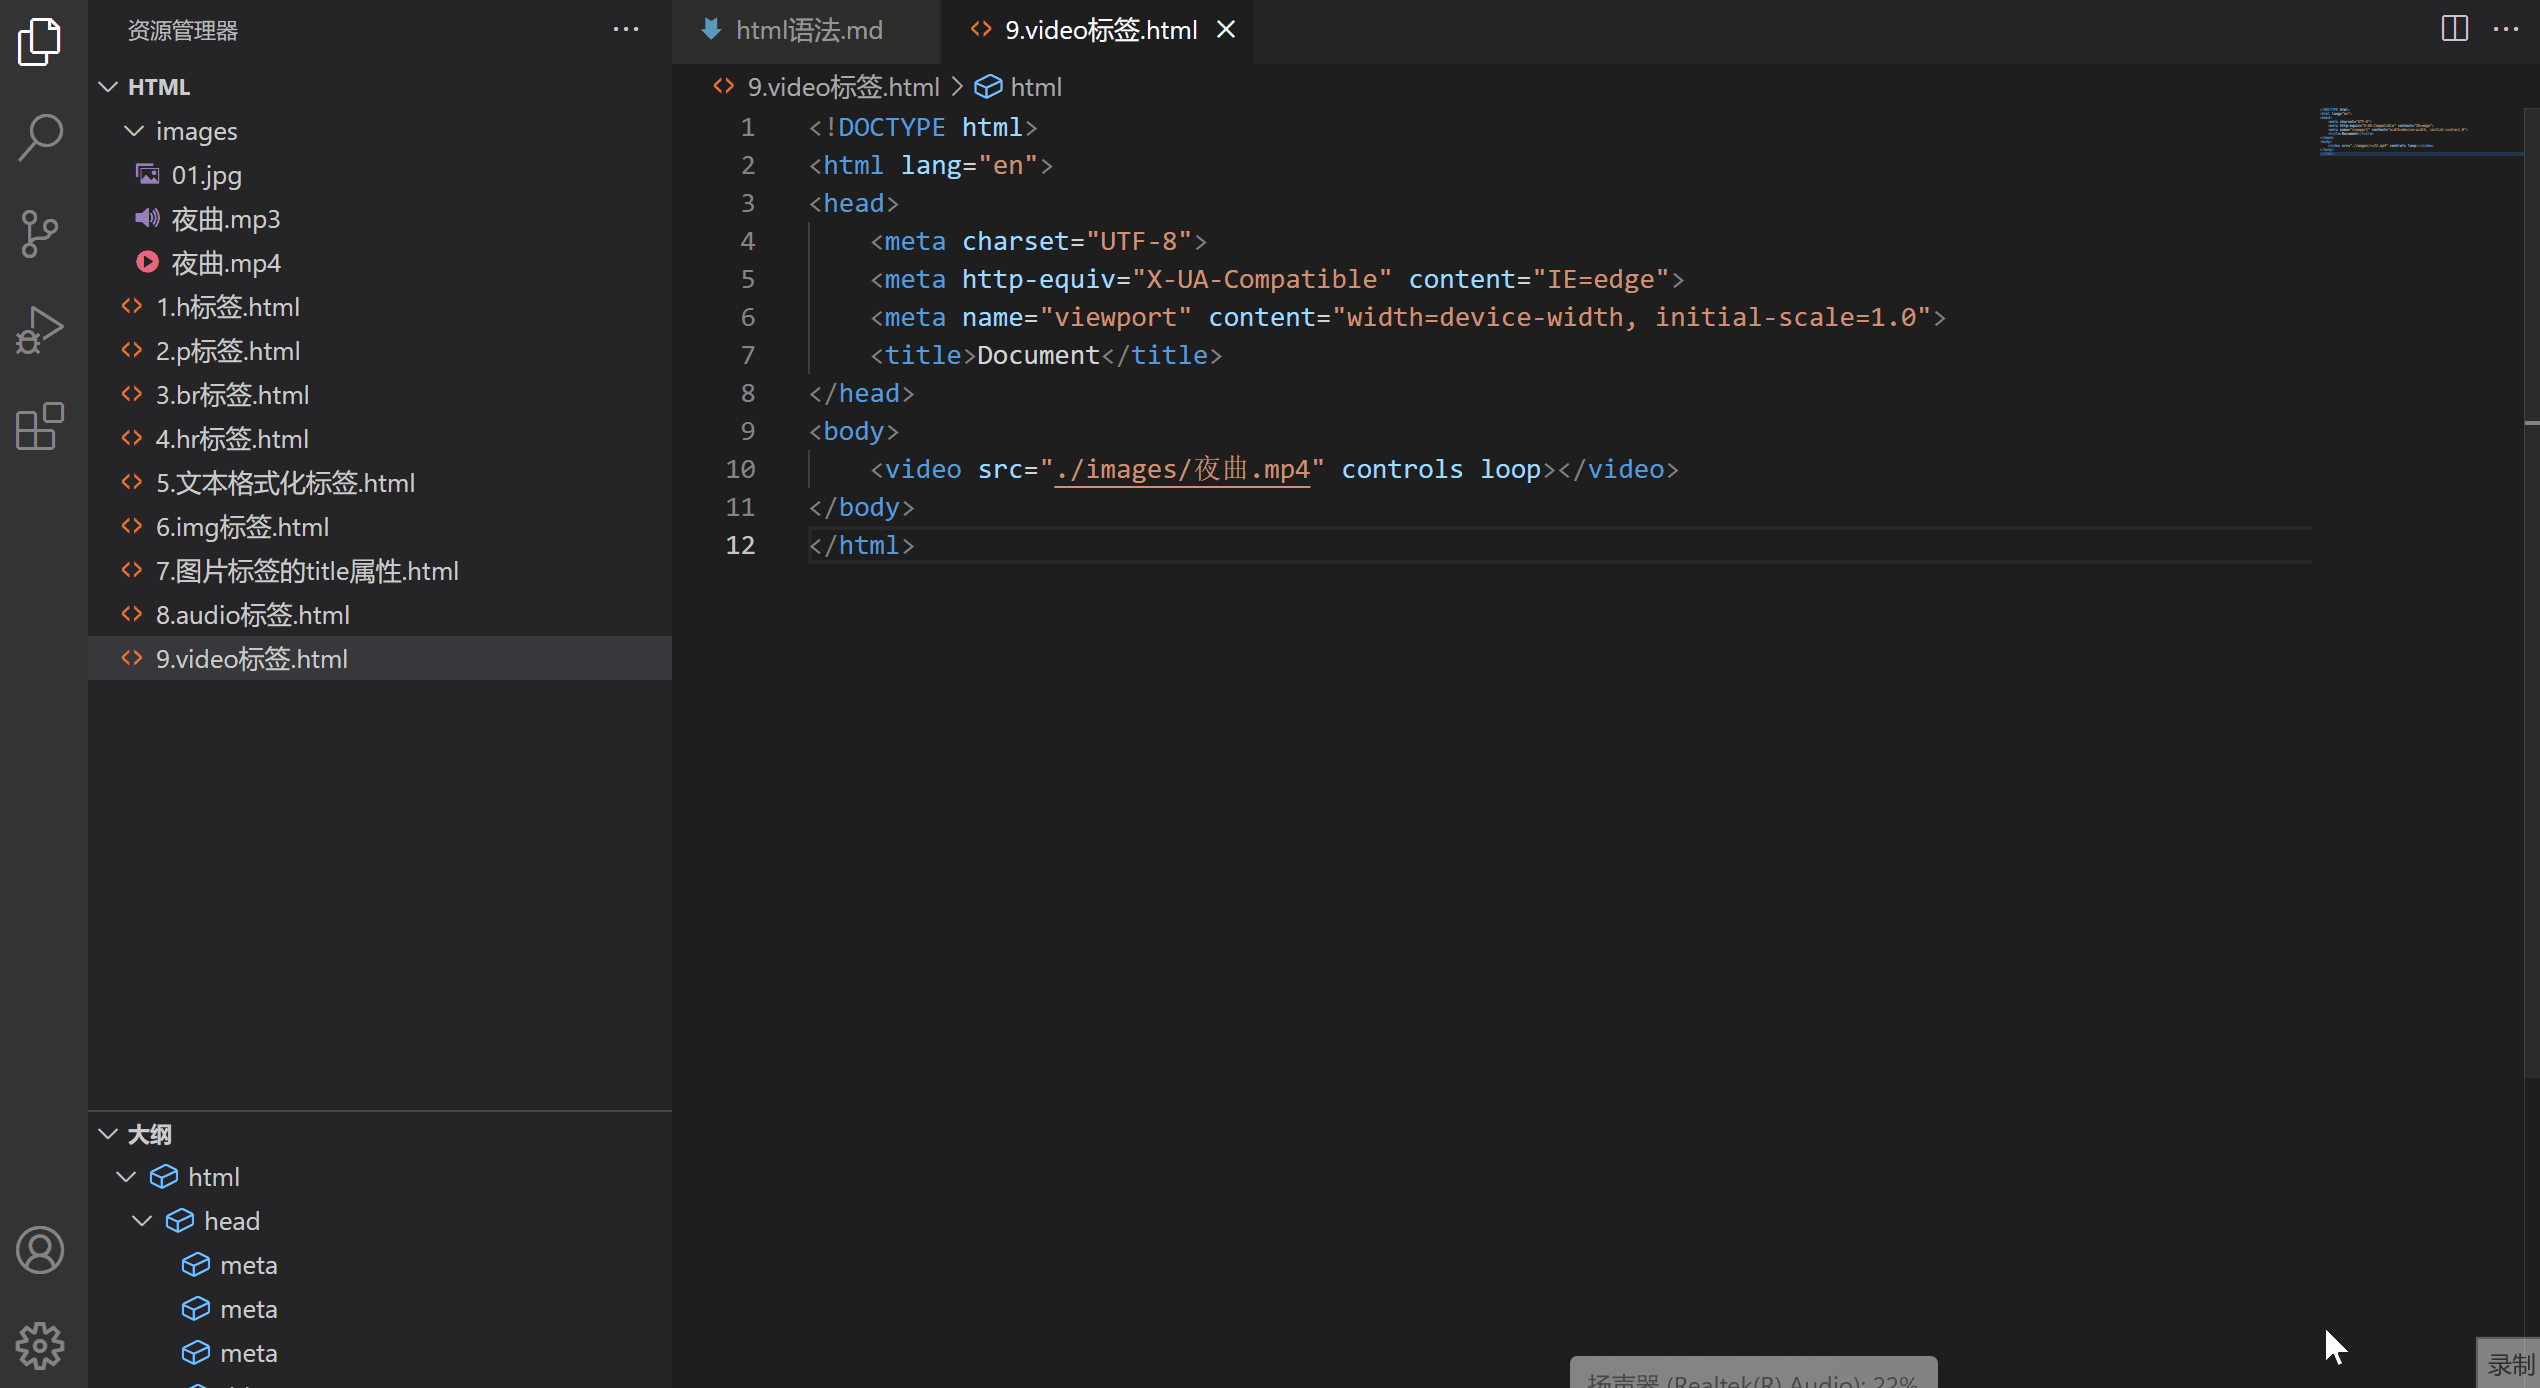 资源管理器
HTML
images
01.jpg
夜曲.mp3
夜曲.mp4
1.h标签.html
2.p标签.html
3.br标签.html
4.hr标签.html
5.文本格式化标签.html
6.img标签.html
7.图片标签的title属性.html
8.audio标签.html
9.video标签.html
大纲
html
head
meta
meta
meta
html语法.md
9.video标签.html
9.video标签.html > html
1 <!DOCTYPE html>
2 <html lang="en">
3 <head>
4 <meta charset="UTF-8">
5 <meta http-equiv="X-UA-Compatible" content="IE=edge">
6 <meta name="viewport" content="width=device-width, initial-scale=1.0">
7 <title>Document</title>
8 </head>
9 <body>
10 <video src="./images/夜曲.mp4" controls loop></video>
11 </body>
12 </html>
扬声器 (Realtek(R) Audio): 22%
录制